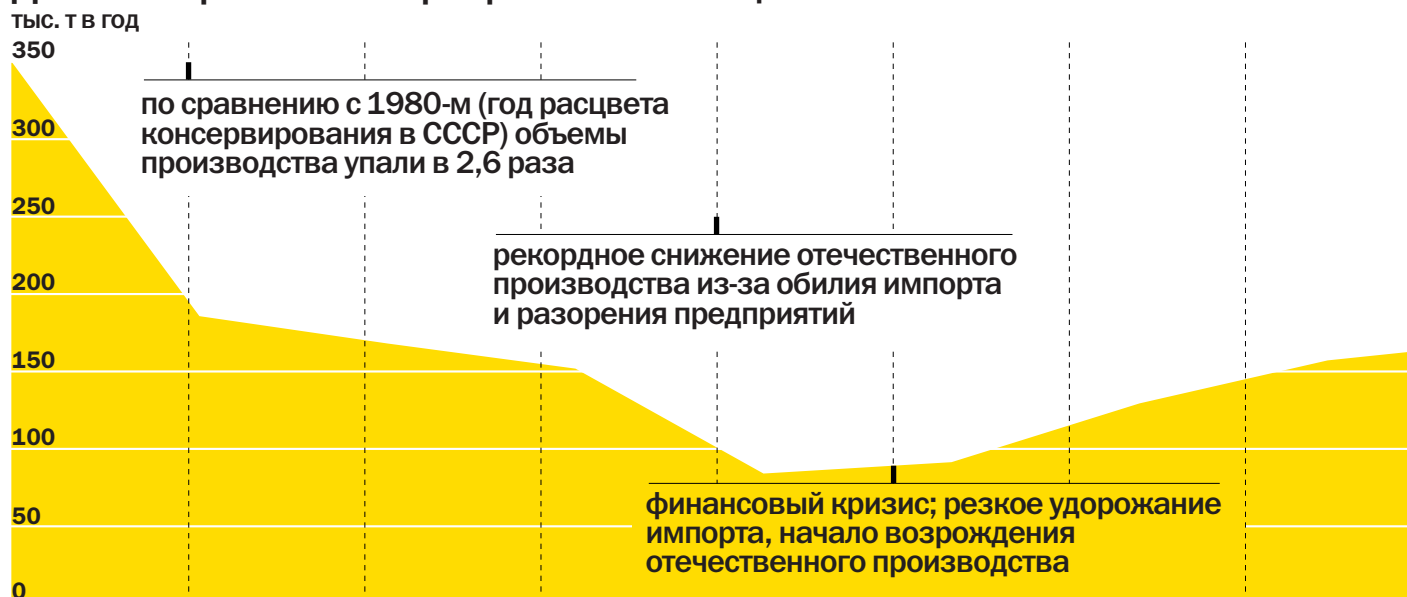 тыс. т в год
350
по сравнению с 1980-м (год расцвета
консервирования в СССР) объемы
производства упали в 2,6 раза
300
250
рекордное снижение отечественного
производства из-за обилия импорта
и разорения предприятий
200
150
100
финансовый кризис; резкое удорожание
импорта, начало возрождения
отечественного производства
50
0